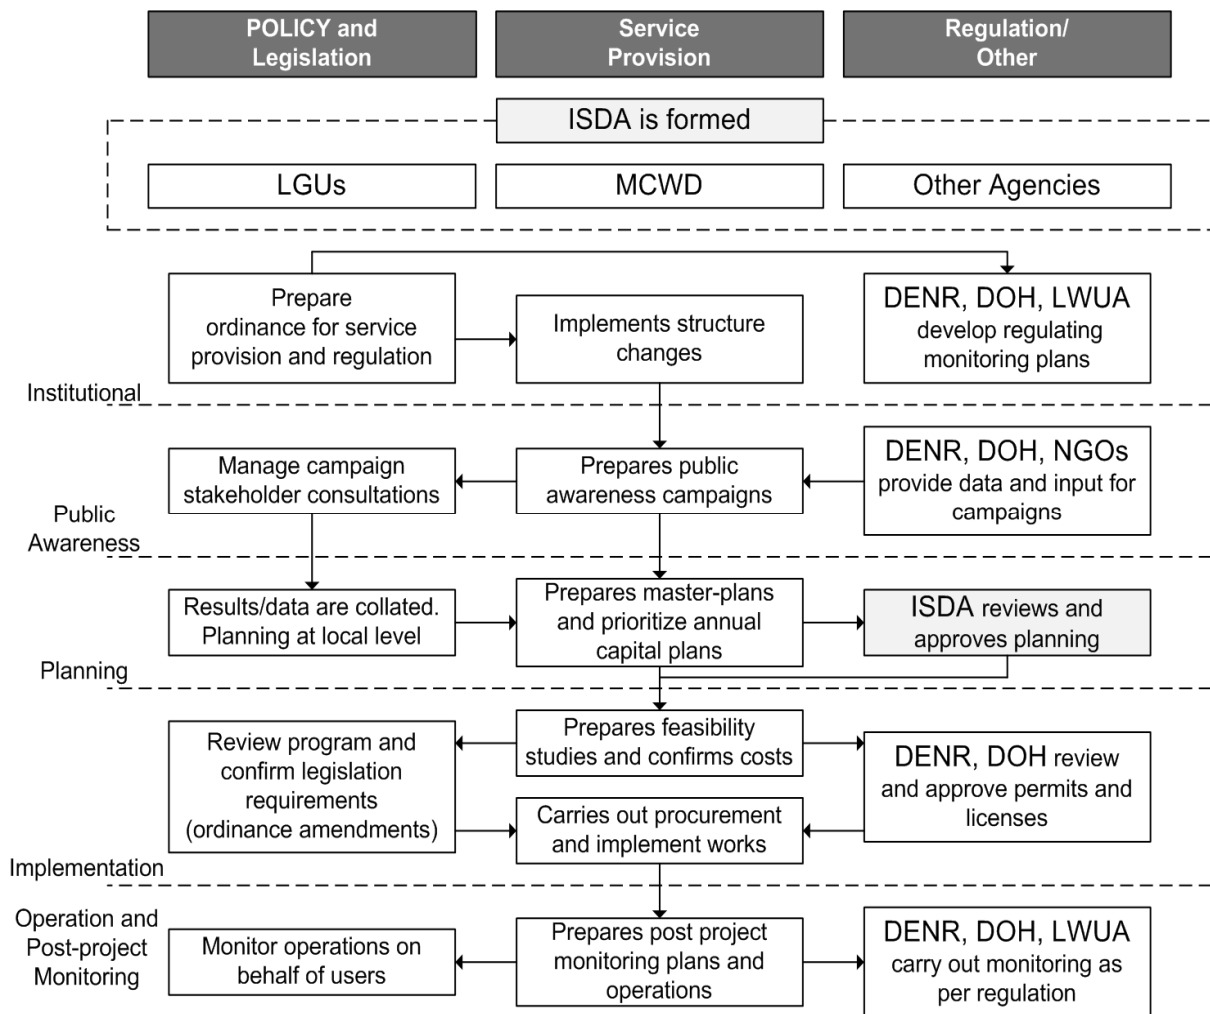 POLICY and
Legislation
Service
Provision
Regulation/
Other
ISDA is formed
LGUs
MCWD
Other Agencies
Prepare
ordinance for service
provision and regulation
Implements structure
changes
DENR, DOH, LWUA
develop regulating
monitoring plans
Institutional
Manage campaign
stakeholder consultations
Prepares public
awareness campaigns
DENR, DOH, NGOs
provide data and input for
campaigns
Public
Awareness
Results/data are collated.
Planning at local level
Prepares master-plans
and prioritize annual
capital plans
ISDA reviews and
approves planning
Planning
Review program and
confirm legislation
requirements
(ordinance amendments)
Prepares feasibility
studies and confirms costs
DENR, DOH review
and approve permits and
licenses
Carries out procurement
and implement works
Implementation
Operation and
Post-project
Monitoring
Monitor operations on
behalf of users
Prepares post project
monitoring plans and
operations
DENR, DOH, LWUA
carry out monitoring as
per regulation